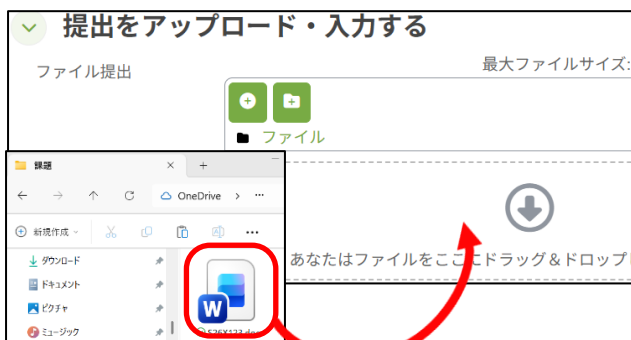 提出をアップロード・入力する
ファイル提出
最大ファイルサイズ:
ファイル
課題
OneDrive
新規作成
ダウンロード
ドキュメント
ピクチャ
ミュージック
W
あなたはファイルをここにドラッグ＆ドロップ